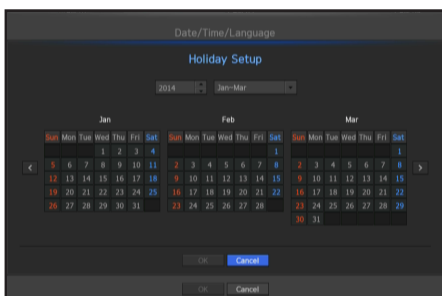 Date/Time/Language
Holiday Setup
2014 Jan-Mar
Jan Feb Mar
Sun Mon Tue Wed Thu Fri Sat Sun Mon Tue Wed Thu Fri Sat Sun Mon Tue Wed Thu Fri Sat
1 2 3 4 1 1
5 6 7 8 9 10 11 2 3 4 5 6 7 8 2 3 4 5 6 7 8
12 13 14 15 16 17 18 9 10 11 12 13 14 15 9 10 11 12 13 14 15
19 20 21 22 23 24 25 16 17 18 19 20 21 22 16 17 18 19 20 21 22
26 27 28 29 30 31 23 24 25 26 27 28 23 24 25 26 27 28 29
30 31
OK Cancel
OK Cancel